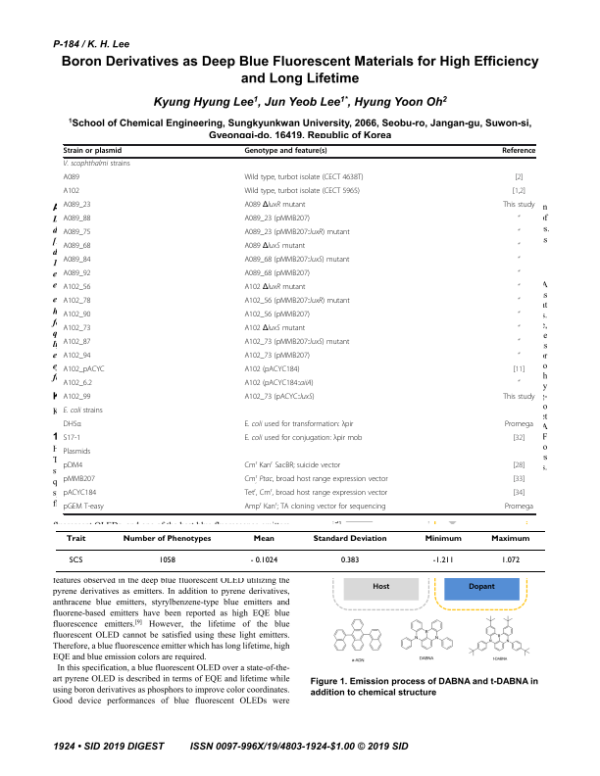 P-184 / K. H. Lee
Boron Derivatives as Deep Blue Fluorescent Materials for High Efficiency
and Long Lifetime
Kyung Hyung Lee¹, Jun Yeob Lee¹*, Hyung Yoon Oh²
¹School of Chemical Engineering, Sungkyunkwan University, 2066, Seobu-ro, Jangan-gu, Suwon-si,
Gyeonggi-do, 16419, Republic of Korea
Strain or plasmid Genotype and feature(s) Reference
V. scophthalmi strains
A089 Wild type, turbot isolate (CECT 4638T) [2]
A102 Wild type, turbot isolate (CECT 5965) [1,2]
A089_23 A089 ΔluxR mutant This study
A089_88 A089_23 (pMMB207) "
A089_75 A089_23 (pMMB207::luxR) mutant "
A089_68 A089 ΔluxS mutant "
A089_84 A089_68 (pMMB207::luxS) mutant "
A089_92 A089_68 (pMMB207) "
A102_56 A102 ΔluxR mutant "
A102_78 A102_56 (pMMB207::luxR) mutant "
A102_90 A102_56 (pMMB207) "
A102_73 A102 ΔluxS mutant "
A102_87 A102_73 (pMMB207::luxS) mutant "
A102_94 A102_73 (pMMB207) "
A102_pACYC A102 (pACYC184) [11]
A102_6.2 A102 (pACYC184::aiiA) "
A102_99 A102_73 (pACYC::luxS) This study
E. coli strains
DH5α E. coli used for transformation: λpir Promega
S17-1 E. coli used for conjugation: λpir mob [32]
Plasmids
pDM4 Cmʳ Kanʳ SacBR; suicide vector [28]
pMMB207 Cmʳ Ptac, broad host range expression vector [33]
pACYC184 Tetʳ, Cmʳ, broad host range expression vector [34]
pGEM T-easy Ampʳ Kanʳ; TA cloning vector for sequencing Promega
Trait Number of Phenotypes Mean Standard Deviation Minimum Maximum
SCS 1058 - 0.1024 0.383 -1.211 1.072
features observed in the deep blue fluorescent OLED utilizing the
pyrene derivatives as emitters. In addition to pyrene derivatives,
anthracene blue emitters, styrylbenzene-type blue emitters and
fluorene-based emitters have been reported as high EQE blue
fluorescence emitters.[9] However, the lifetime of the blue
fluorescent OLED cannot be satisfied using these light emitters.
Therefore, a blue fluorescence emitter which has long lifetime, high
EQE and blue emission colors are required.
In this specification, a blue fluorescent OLED over a state-of-the-
art pyrene OLED is described in terms of EQE and lifetime while
using boron derivatives as phosphors to improve color coordinates.
Good device performances of blue fluorescent OLEDs were
Host Dopant
DABNA
t-DABNA
Figure 1. Emission process of DABNA and t-DABNA in
addition to chemical structure
1924 • SID 2019 DIGEST ISSN 0097-996X/19/4803-1924-$1.00 © 2019 SID